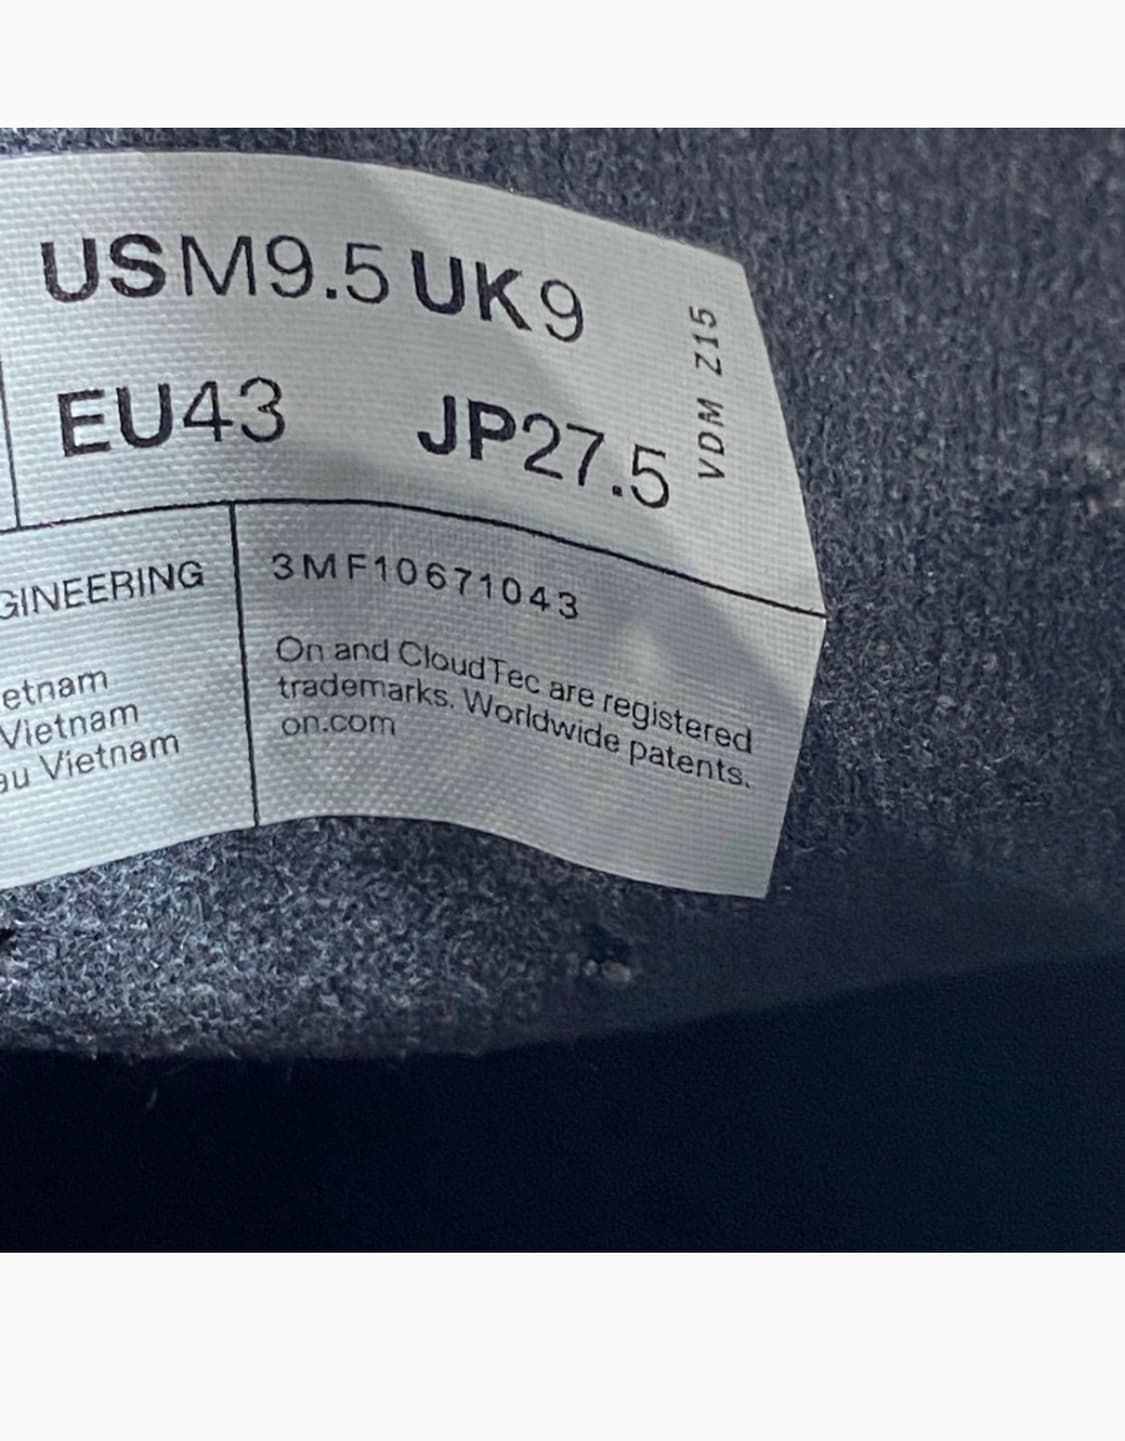 USM9.5 UK9
EU43 JP27.5
VDM Z15
GINEERING
etnam
Vietnam
au Vietnam
3MF10671043
On and CloudTec are registered
trademarks. Worldwide patents.
on.com